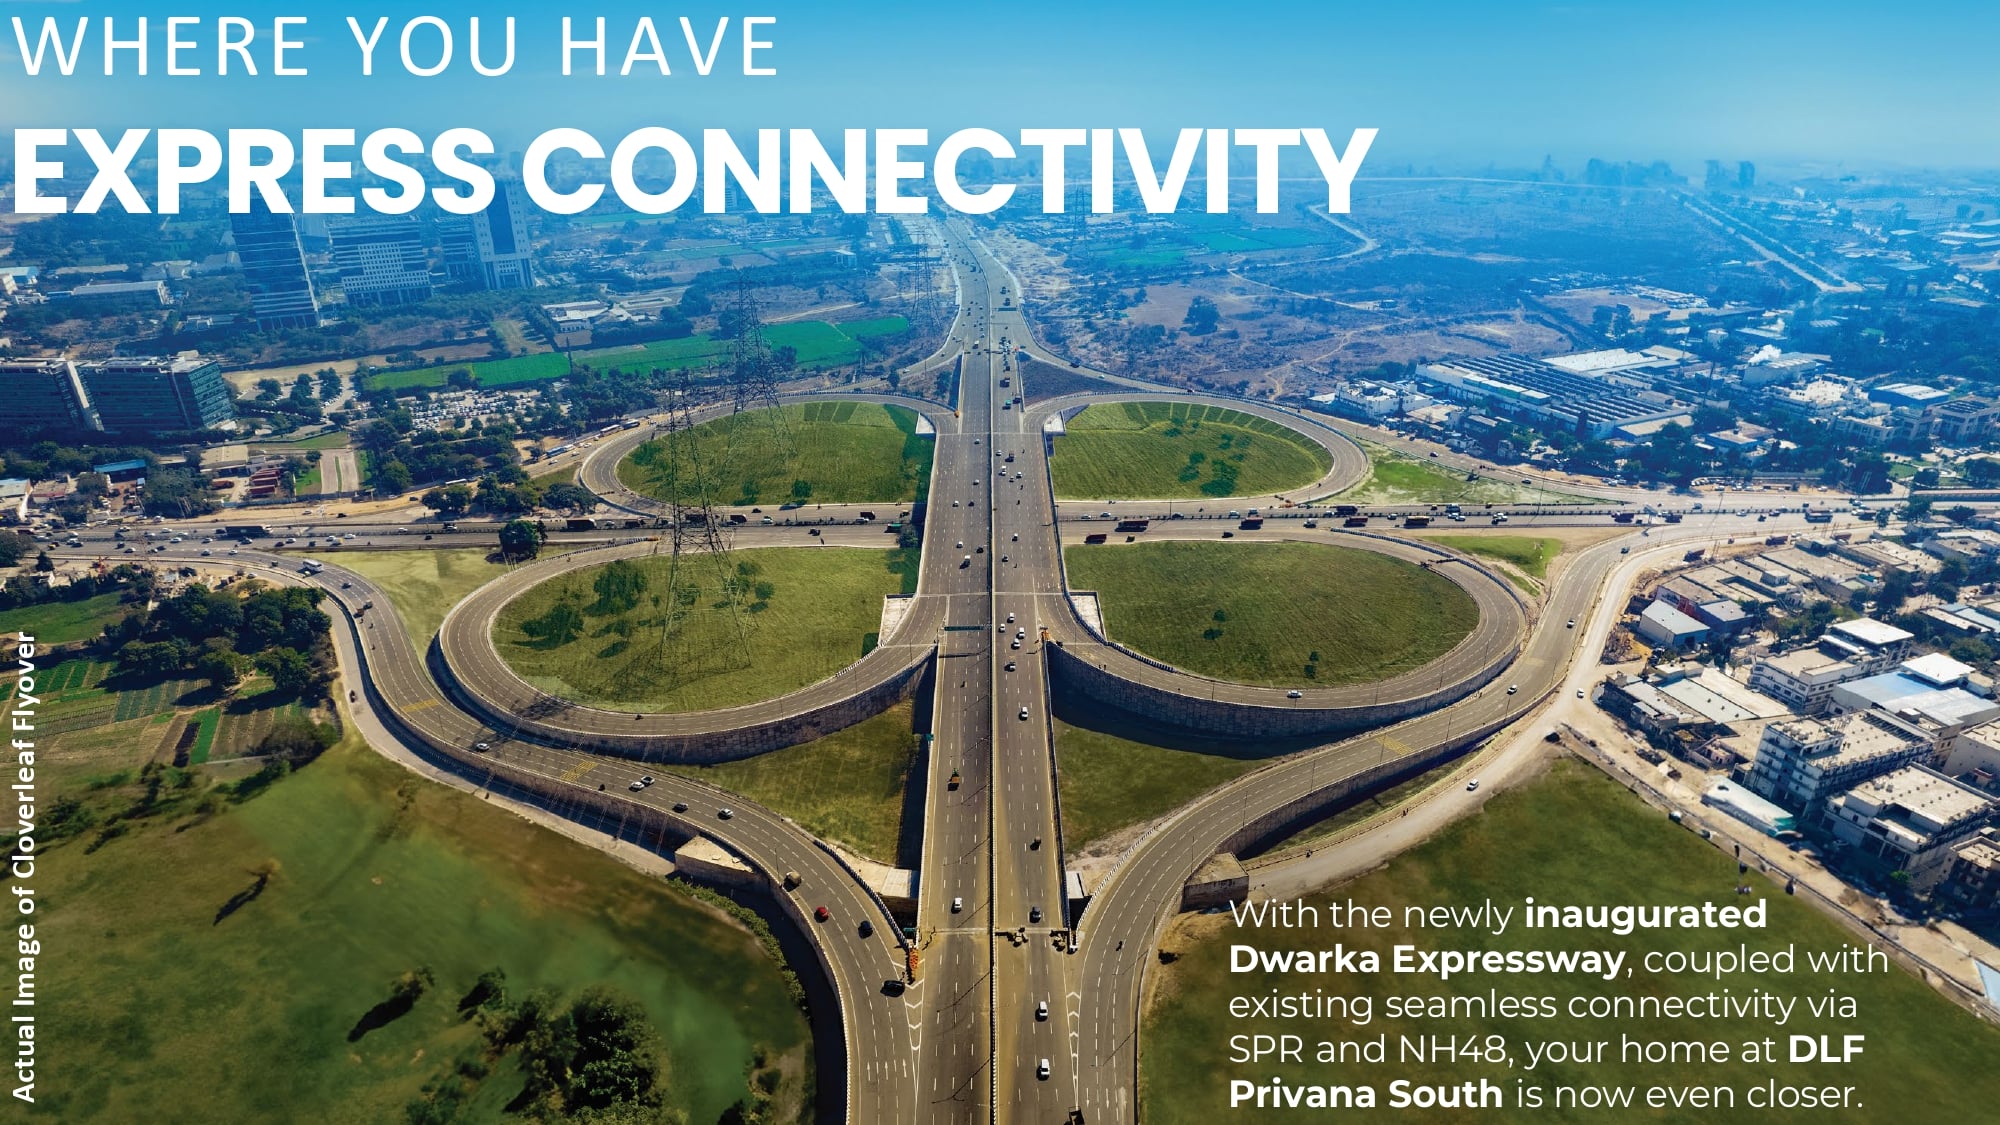 WHERE YOU HAVE
EXPRESS CONNECTIVITY
Actual Image of Cloverleaf Flyover
With the newly inaugurated
Dwarka Expressway, coupled with
existing seamless connectivity via
SPR and NH48, your home at DLF
Privana South is now even closer.